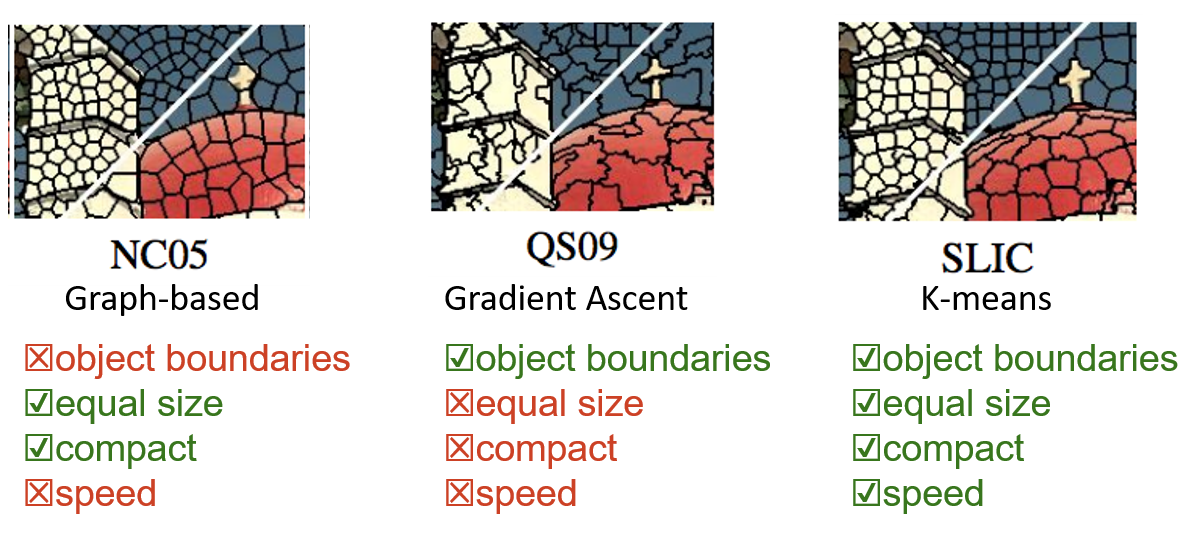 NC05
Graph-based
☒object boundaries
☑equal size
☑compact
☒speed
QS09
Gradient Ascent
☑object boundaries
☒equal size
☒compact
☒speed
SLIC
K-means
☑object boundaries
☑equal size
☑compact
☑speed